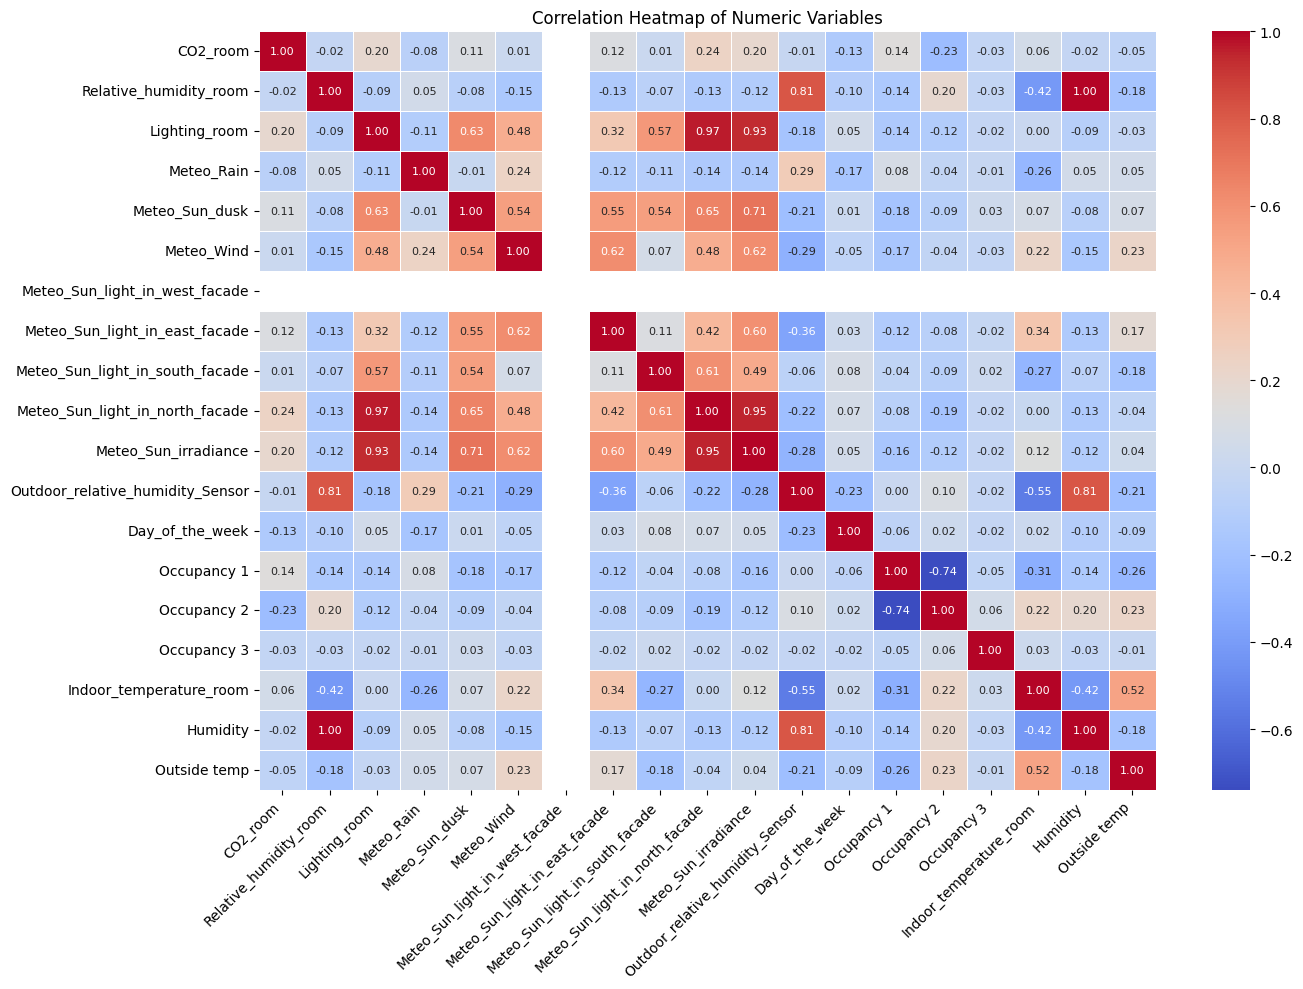 Correlation Heatmap of Numeric Variables
CO2_room 1.00 -0.02 0.20 -0.08 0.11 0.01 0.12 0.01 0.24 0.20 -0.01 -0.13 0.14 -0.23 -0.03 0.06 -0.02 -0.05
Relative_humidity_room -0.02 1.00 -0.09 0.05 -0.08 -0.15 -0.13 -0.07 -0.13 -0.12 0.81 -0.10 -0.14 0.20 -0.03 -0.42 1.00 -0.18
Lighting_room 0.20 -0.09 1.00 -0.11 0.63 0.48 0.32 0.57 0.97 0.93 -0.18 0.05 -0.14 -0.12 -0.02 0.00 -0.09 -0.03
Meteo_Rain -0.08 0.05 -0.11 1.00 -0.01 0.24 -0.12 -0.11 -0.14 -0.14 0.29 -0.17 0.08 -0.04 -0.01 -0.26 0.05 0.05
Meteo_Sun_dusk 0.11 -0.08 0.63 -0.01 1.00 0.54 0.55 0.54 0.65 0.71 -0.21 0.01 -0.18 -0.09 0.03 0.07 -0.08 0.07
Meteo_Wind 0.01 -0.15 0.48 0.24 0.54 1.00 0.62 0.07 0.48 0.62 -0.29 -0.05 -0.17 -0.04 -0.03 0.22 -0.15 0.23
Meteo_Sun_light_in_west_facade
Meteo_Sun_light_in_east_facade 0.12 -0.13 0.32 -0.12 0.55 0.62 1.00 0.11 0.42 0.60 -0.36 0.03 -0.12 -0.08 -0.02 0.34 -0.13 0.17
Meteo_Sun_light_in_south_facade 0.01 -0.07 0.57 -0.11 0.54 0.07 0.11 1.00 0.61 0.49 -0.06 0.08 -0.04 -0.09 0.02 -0.27 -0.07 -0.18
Meteo_Sun_light_in_north_facade 0.24 -0.13 0.97 -0.14 0.65 0.48 0.42 0.61 1.00 0.95 -0.22 0.07 -0.08 -0.19 -0.02 0.00 -0.13 -0.04
Meteo_Sun_irradiance 0.20 -0.12 0.93 -0.14 0.71 0.62 0.60 0.49 0.95 1.00 -0.28 0.05 -0.16 -0.12 -0.02 0.12 -0.12 0.04
Outdoor_relative_humidity_Sensor -0.01 0.81 -0.18 0.29 -0.21 -0.29 -0.36 -0.06 -0.22 -0.28 1.00 -0.23 0.00 0.10 -0.02 -0.55 0.81 -0.21
Day_of_the_week -0.13 -0.10 0.05 -0.17 0.01 -0.05 0.03 0.08 0.07 0.05 -0.23 1.00 -0.06 0.02 -0.02 0.02 -0.10 -0.09
Occupancy 1 0.14 -0.14 -0.14 0.08 -0.18 -0.17 -0.12 -0.04 -0.08 -0.16 0.00 -0.06 1.00 -0.74 -0.05 -0.31 -0.14 -0.26
Occupancy 2 -0.23 0.20 -0.12 -0.04 -0.09 -0.04 -0.08 -0.09 -0.19 -0.12 0.10 0.02 -0.74 1.00 0.06 0.22 0.20 0.23
Occupancy 3 -0.03 -0.03 -0.02 -0.01 0.03 -0.03 -0.02 0.02 -0.02 -0.02 -0.02 -0.02 -0.05 0.06 1.00 0.03 -0.03 -0.01
Indoor_temperature_room 0.06 -0.42 0.00 -0.26 0.07 0.22 0.34 -0.27 0.00 0.12 -0.55 0.02 -0.31 0.22 0.03 1.00 -0.42 0.52
Humidity -0.02 1.00 -0.09 0.05 -0.08 -0.15 -0.13 -0.07 -0.13 -0.12 0.81 -0.10 -0.14 0.20 -0.03 -0.42 1.00 -0.18
Outside temp -0.05 -0.18 -0.03 0.05 0.07 0.23 0.17 -0.18 -0.04 0.04 -0.21 -0.09 -0.26 0.23 -0.01 0.52 -0.18 1.00
CO2_room
Relative_humidity_room
Lighting_room
Meteo_Rain
Meteo_Sun_dusk
Meteo_Wind
Meteo_Sun_light_in_west_facade
Meteo_Sun_light_in_east_facade
Meteo_Sun_light_in_south_facade
Meteo_Sun_light_in_north_facade
Meteo_Sun_irradiance
Outdoor_relative_humidity_Sensor
Day_of_the_week
Occupancy 1
Occupancy 2
Occupancy 3
Indoor_temperature_room
Humidity
Outside temp
1.0
0.8
0.6
0.4
0.2
0.0
−0.2
−0.4
−0.6